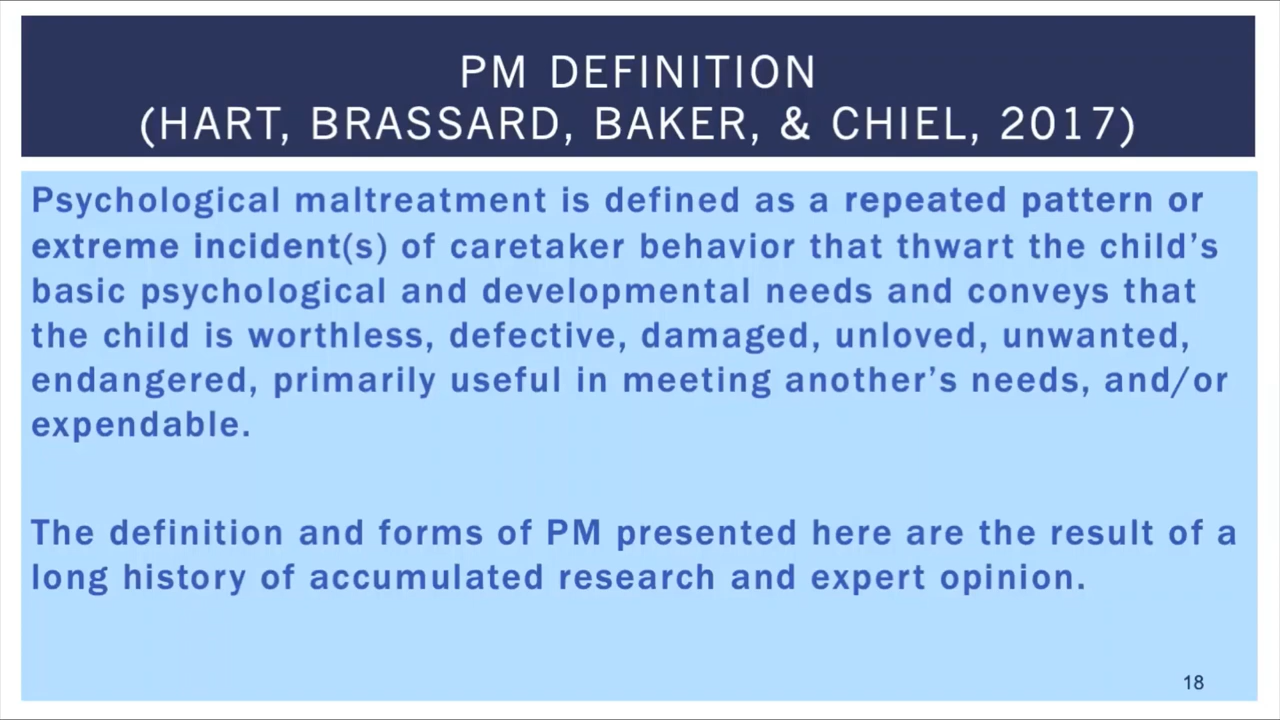 PM DEFINITION
(HART, BRASSARD, BAKER, & CHIEL, 2017)
Psychological maltreatment is defined as a repeated pattern or
extreme incident(s) of caretaker behavior that thwart the child’s
basic psychological and developmental needs and conveys that
the child is worthless, defective, damaged, unloved, unwanted,
endangered, primarily useful in meeting another’s needs, and/or
expendable.
The definition and forms of PM presented here are the result of a
long history of accumulated research and expert opinion.
18